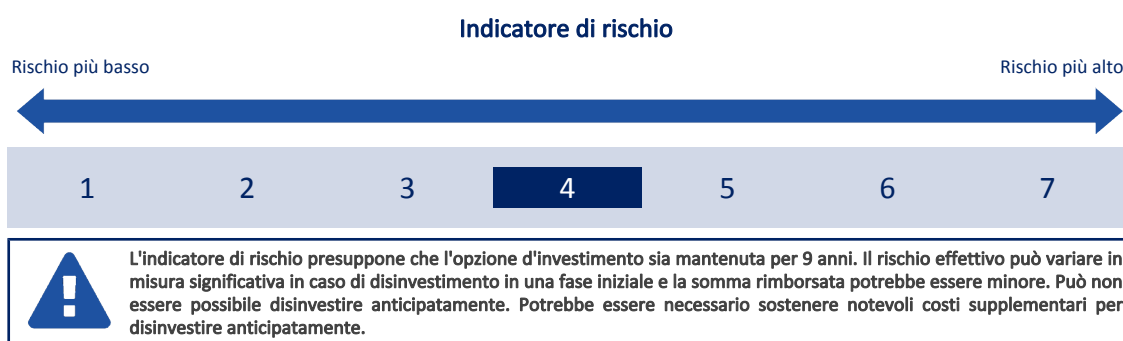 Indicatore di rischio
Rischio più basso
Rischio più alto
1 2 3 4 5 6 7
L'indicatore di rischio presuppone che l'opzione d'investimento sia mantenuta per 9 anni. Il rischio effettivo può variare in
misura significativa in caso di disinvestimento in una fase iniziale e la somma rimborsata potrebbe essere minore. Può non
essere possibile disinvestire anticipatamente. Potrebbe essere necessario sostenere notevoli costi supplementari per
disinvestire anticipatamente.